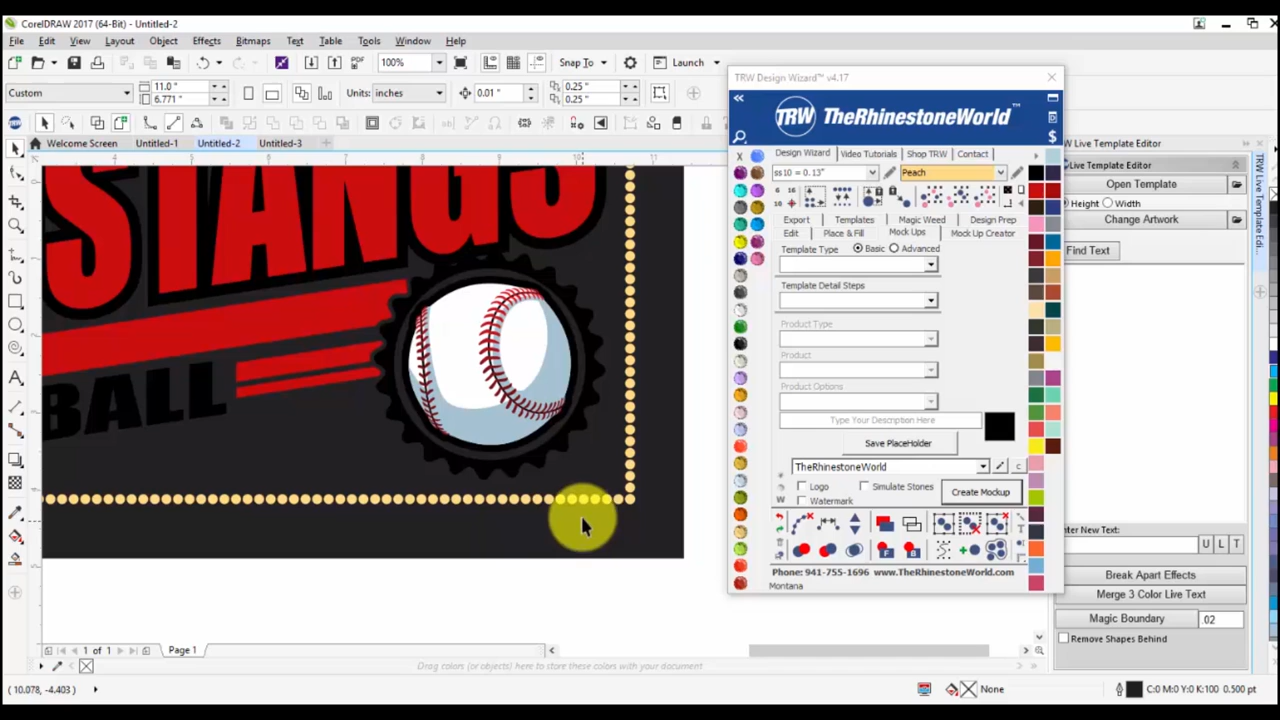 CorelDRAW 2017 (64-Bit) - Untitled-2
File Edit View Layout Object Effects Bitmaps Text Table Tools Window Help
100% Snap To Launch
Custom 11.0 " 6.771 " Units: inches 0.01 " 0.25 " 0.25 "
Welcome Screen Untitled-1 Untitled-2 Untitled-3
STANGS
BALL
TRW Design Wizard™ v4.17
TRW TheRhinestoneWorld™
Design Wizard Video Tutorials Shop TRW Contact
ss10 = 0.13" Peach
Export Templates Magic Weed Design Prep
Edit Place & Fill Mock Ups Mock Up Creator
Template Type Basic Advanced
Template Detail Steps
Product Type
Product
Product Options
Type Your Description Here
Save PlaceHolder
TheRhinestoneWorld
Logo Simulate Stones
Watermark Create Mockup
Phone: 941-755-1696 www.TheRhinestoneWorld.com
Montana
TRW Live Template Editor
Live Template Editor
Open Template
Height Width
Change Artwork
Find Text
nter New Text:
U L T
Break Apart Effects
Merge 3 Color Live Text
Magic Boundary .02
Remove Shapes Behind
TRW Live Template Edito
1 of 1 Page 1
Drag colors (or objects) here to store these colors with your document
(10.078, -4.403) None C:0 M:0 Y:0 K:100 0.500 pt